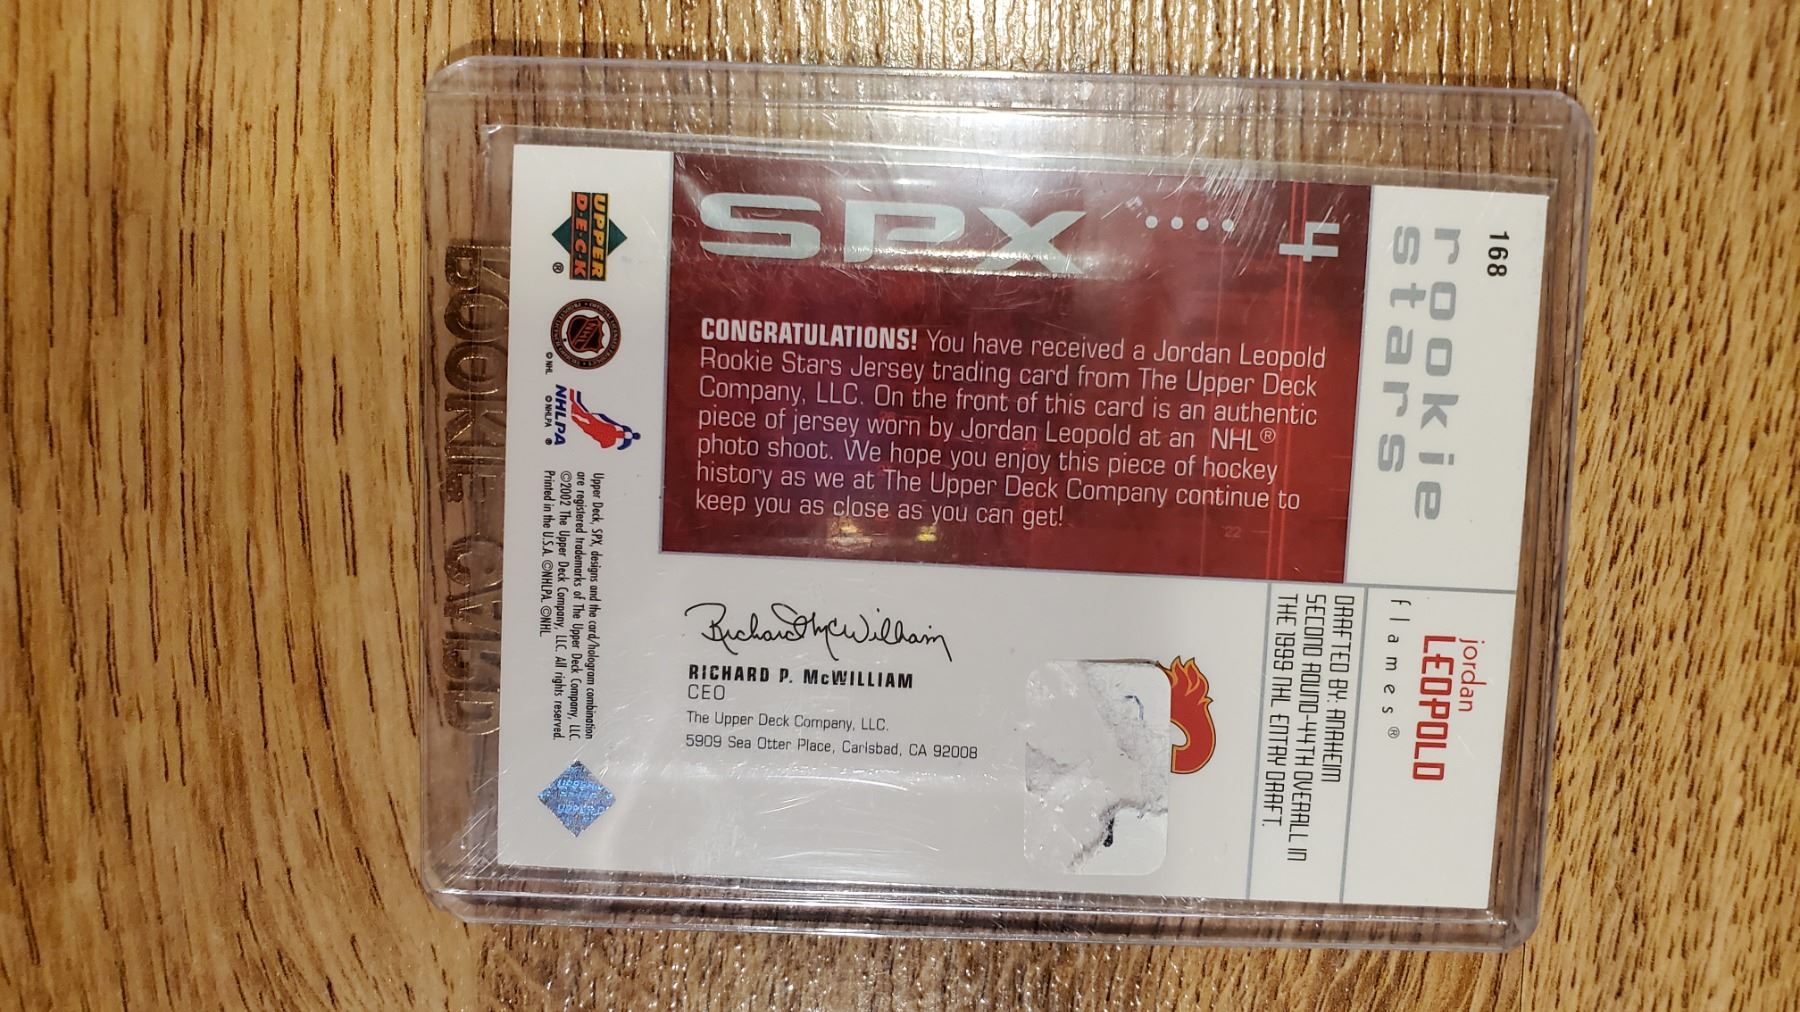 168
rookie
stars
jordan
LEOPOLD
flames®
DRAFTED BY: ANAHEIM
SECOND ROUND-44TH OVERALL IN
THE 1999 NHL ENTRY DRAFT.
SPX
4
CONGRATULATIONS! You have received a Jordan Leopold
Rookie Stars Jersey trading card from The Upper Deck
Company, LLC. On the front of this card is an authentic
piece of jersey worn by Jordan Leopold at an NHL®
photo shoot. We hope you enjoy this piece of hockey
history as we at The Upper Deck Company continue to
keep you as close as you can get!
22
Richard McWilliam
RICHARD P. McWILLIAM
CEO
The Upper Deck Company, LLC.
5909 Sea Otter Place, Carlsbad, CA 92008
UPPER
DECK
®
NHL
© NHL
NHLPA
© NHLPA ®
Upper Deck, SPX, designs and the card/hologram combination
are registered trademarks of The Upper Deck Company, LLC.
©2002 The Upper Deck Company, LLC. All rights reserved.
Printed in the U.S.A. ©NHLPA. ©NHL.
ROOKIE CARD